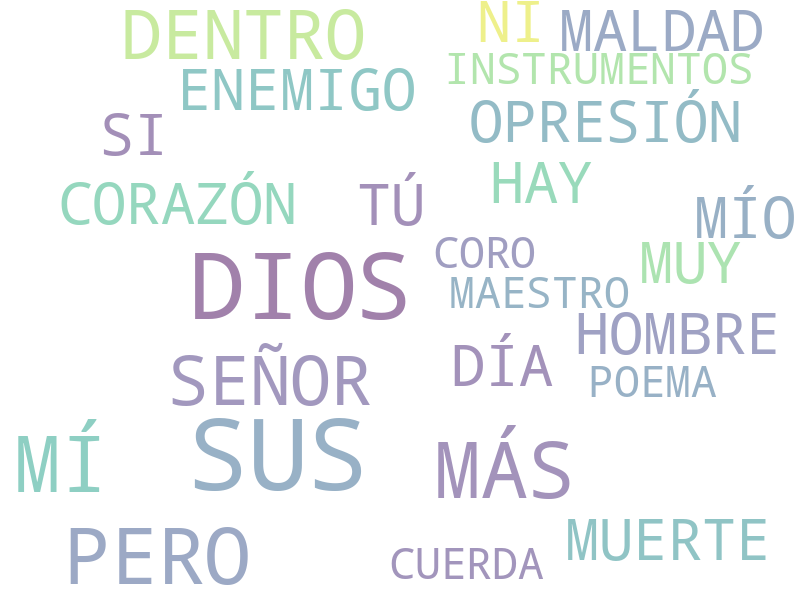 DENTRO
NI
MALDAD
INSTRUMENTOS
ENEMIGO
OPRESIÓN
SI
HAY
CORAZÓN
TÚ
MÍO
CORO
MUY
DIOS
MAESTRO
HOMBRE
DÍA
SEÑOR
POEMA
SUS
MÍ
MÁS
PERO
MUERTE
CUERDA